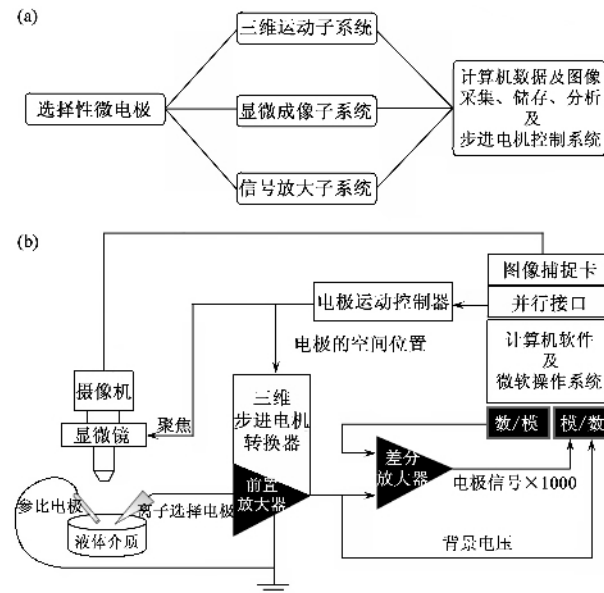 (a)
三维运动子系统
选择性微电极
显微成像子系统
信号放大子系统
计算机数据及图像
采集、储存、分析
及
步进电机控制系统
(b)
图像捕捉卡
并行接口
电极运动控制器
电极的空间位置
计算机软件
及
微软操作系统
摄像机
显微镜
聚焦
三维
步进电机
转换器
数/模
模/数
差分
放大器
前置
放大器
电极信号×1000
参比电极
离子选择电极
液体介质
背景电压